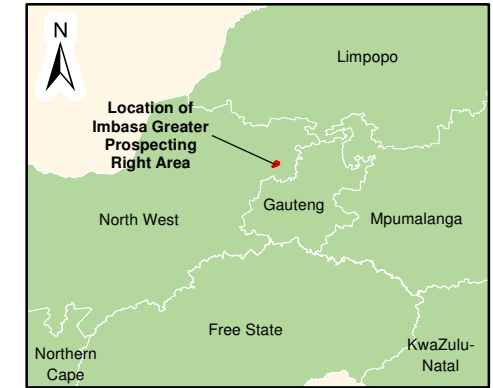 N
Limpopo
Location of
Imbasa Greater
Prospecting
Right Area
Gauteng
North West
Mpumalanga
Free State
Northern
Cape
KwaZulu-
Natal